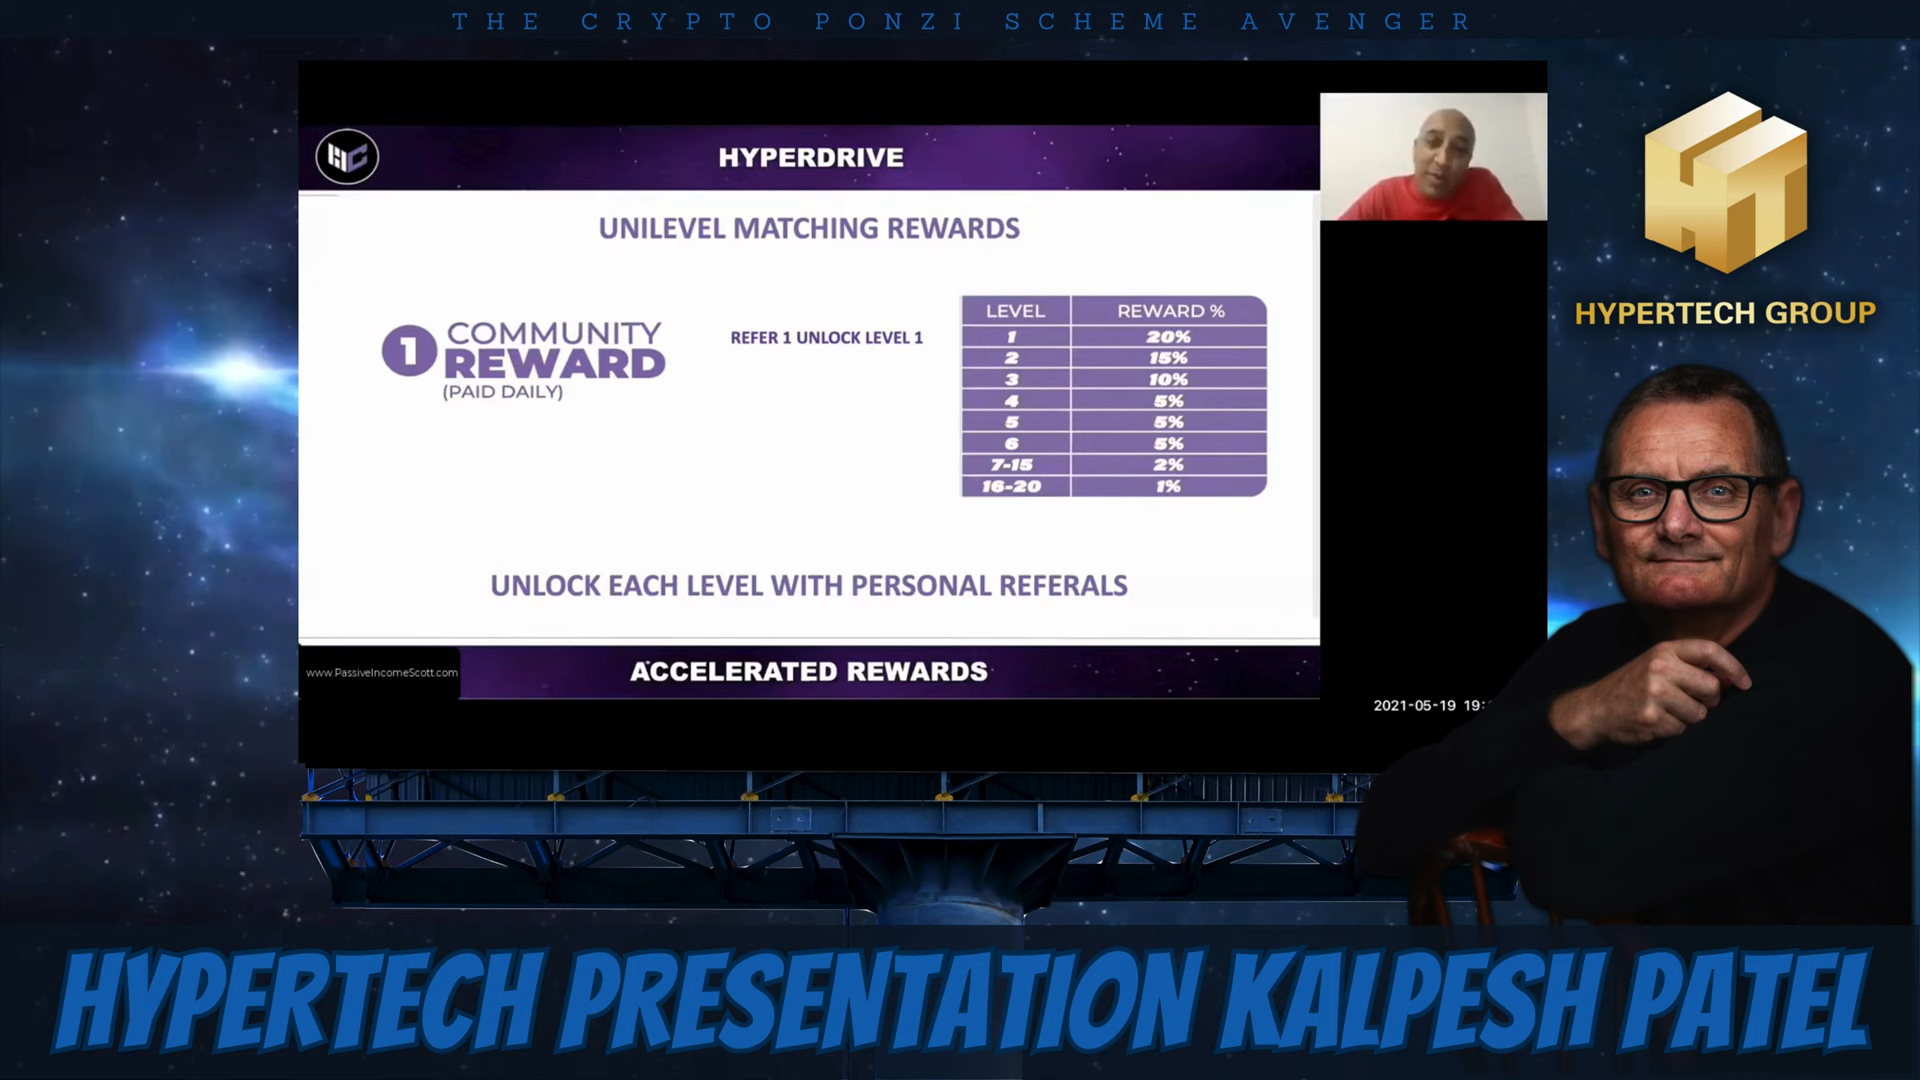 THE CRYPTO PONZI SCHEME AVENGER
HYPERDRIVE
HC
UNILEVEL MATCHING REWARDS
1 COMMUNITY
REWARD
(PAID DAILY)
REFER 1 UNLOCK LEVEL 1
LEVEL REWARD %
1 20%
2 15%
3 10%
4 5%
5 5%
6 5%
7-15 2%
16-20 1%
UNLOCK EACH LEVEL WITH PERSONAL REFERALS
www.PassiveIncomeScott.com
ACCELERATED REWARDS
2021-05-19 19:
HT
HYPERTECH GROUP
HYPERTECH PRESENTATION KALPESH PATEL